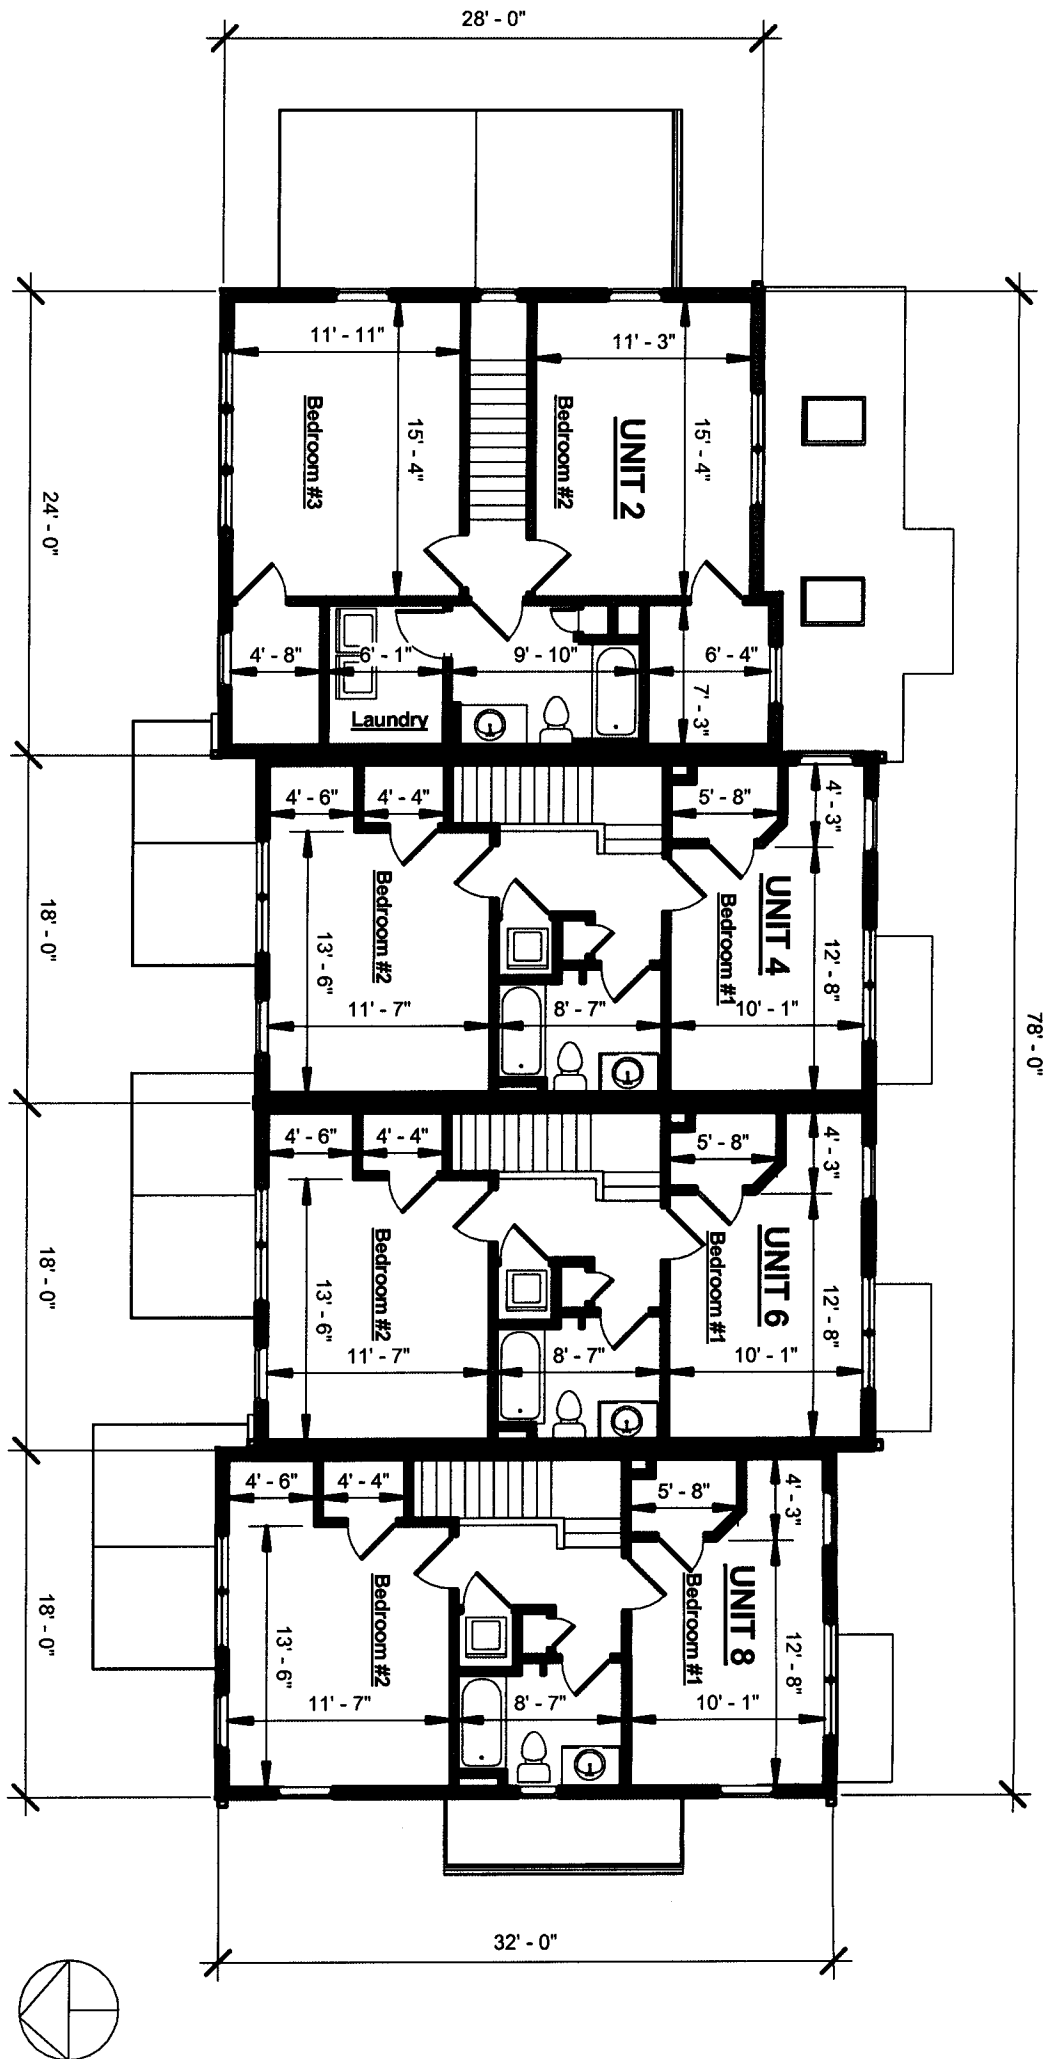 28' - 0"
11' - 11"
11' - 3"
Bedroom #3
15' - 4"
Bedroom #2
UNIT 2
15' - 4"
24' - 0"
4' - 8"
6' - 1"
9' - 10"
6' - 4"
7' - 3"
Laundry
4' - 6"
4' - 4"
5' - 8"
4' - 3"
18' - 0"
Bedroom #2
13' - 6"
UNIT 4
Bedroom #1
12' - 8"
11' - 7"
8' - 7"
10' - 1"
78' - 0"
4' - 6"
4' - 4"
5' - 8"
4' - 3"
18' - 0"
Bedroom #2
13' - 6"
UNIT 6
Bedroom #1
12' - 8"
11' - 7"
8' - 7"
10' - 1"
4' - 6"
4' - 4"
5' - 8"
4' - 3"
18' - 0"
Bedroom #2
13' - 6"
UNIT 8
Bedroom #1
12' - 8"
11' - 7"
8' - 7"
10' - 1"
32' - 0"